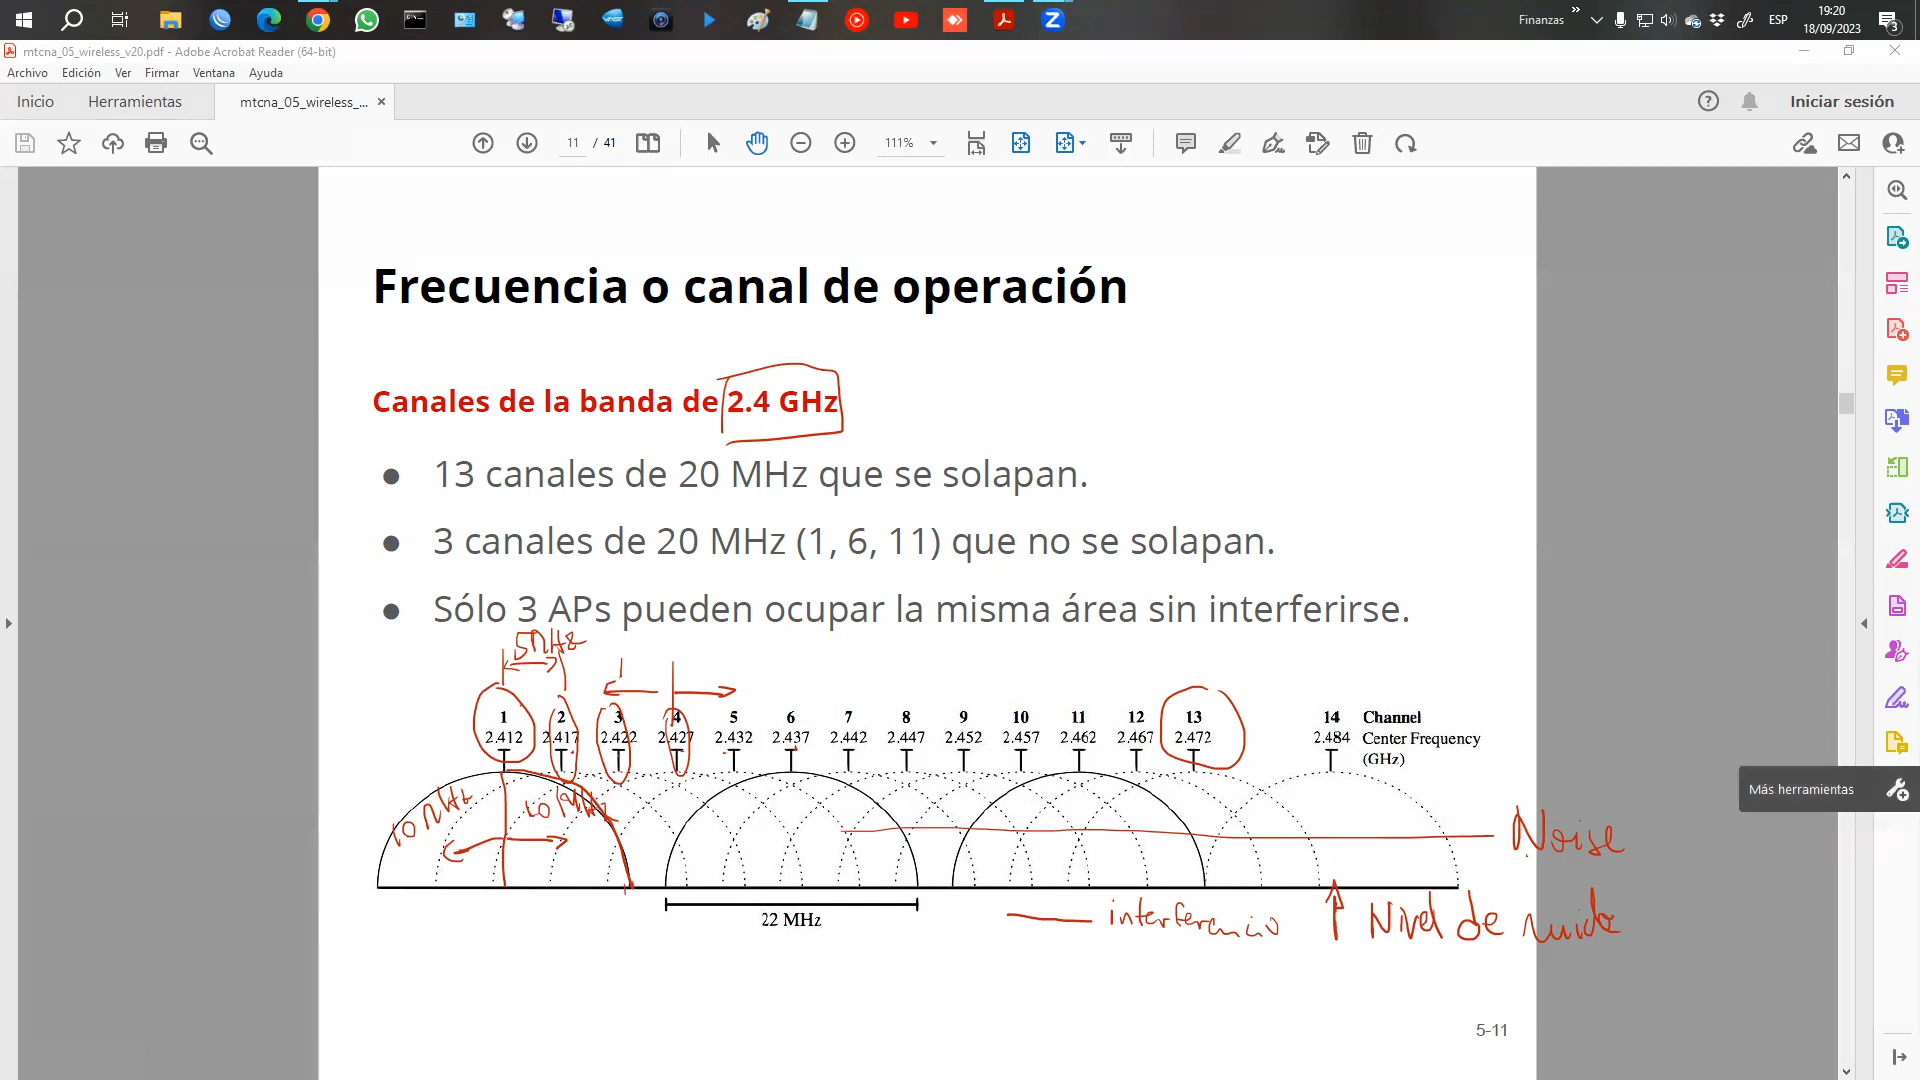 Finanzas
ESP
19:20
18/09/2023
3
mtcna_05_wireless_v20.pdf - Adobe Acrobat Reader (64-bit)
Archivo Edición Ver Firmar Ventana Ayuda
Inicio Herramientas mtcna_05_wireless_... × Iniciar sesión
11 / 41 111%
Frecuencia o canal de operación
Canales de la banda de 2.4 GHz
● 13 canales de 20 MHz que se solapan.
● 3 canales de 20 MHz (1, 6, 11) que no se solapan.
● Sólo 3 APs pueden ocupar la misma área sin interferirse.
5MHz
1 2 3 4 5 6 7 8 9 10 11 12 13 14 Channel
2.412 2.417 2.422 2.427 2.432 2.437 2.442 2.447 2.452 2.457 2.462 2.467 2.472 2.484 Center Frequency
(GHz)
Más herramientas
10 MHz 10 MHz
Noise
22 MHz
interferencio
Nivel de ruido
5-11